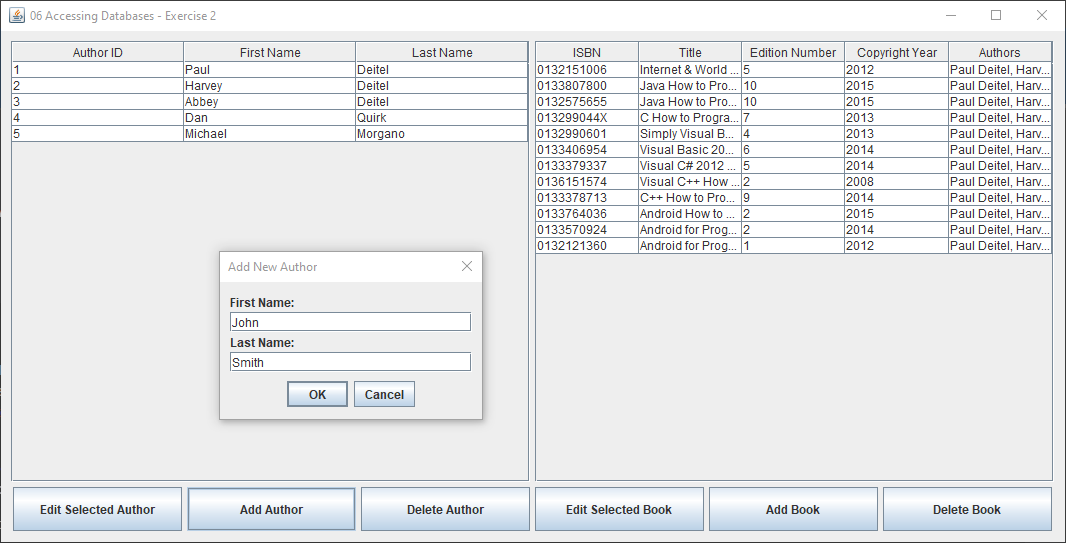 06 Accessing Databases - Exercise 2
Author ID First Name Last Name
1 Paul Deitel
2 Harvey Deitel
3 Abbey Deitel
4 Dan Quirk
5 Michael Morgano
ISBN Title Edition Number Copyright Year Authors
0132151006 Internet & World ... 5 2012 Paul Deitel, Harv...
0133807800 Java How to Pro... 10 2015 Paul Deitel, Harv...
0132575655 Java How to Pro... 10 2015 Paul Deitel, Harv...
013299044X C How to Progra... 7 2013 Paul Deitel, Harv...
0132990601 Simply Visual B... 4 2013 Paul Deitel, Harv...
0133406954 Visual Basic 20... 6 2014 Paul Deitel, Harv...
0133379337 Visual C# 2012 ... 5 2014 Paul Deitel, Harv...
0136151574 Visual C++ How ... 2 2008 Paul Deitel, Harv...
0133378713 C++ How to Pro... 9 2014 Paul Deitel, Harv...
0133764036 Android How to ... 2 2015 Paul Deitel, Harv...
0133570924 Android for Prog... 2 2014 Paul Deitel, Harv...
0132121360 Android for Prog... 1 2012 Paul Deitel, Harv...
Add New Author
First Name:
John
Last Name:
Smith
OK Cancel
Edit Selected Author Add Author Delete Author Edit Selected Book Add Book Delete Book